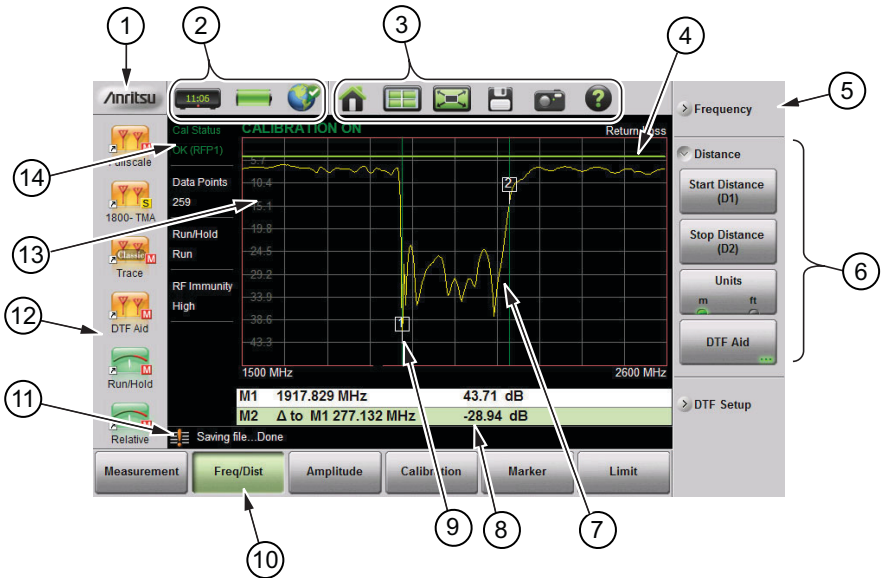 1
2
3
4
5
6
7
8
9
10
11
12
13
14
Anritsu
11:06
Fullscale
M
1800- TMA
S
Classic
Trace
M
DTF Aid
M
Run/Hold
M
Relative
M
Cal Status
OK (RFP1)
Data Points
259
Run/Hold
Run
RF Immunity
High
CALIBRATION ON
Return Loss
5.7
10.4
15.1
19.8
24.5
29.2
33.9
38.6
43.3
1
2
1500 MHz
2600 MHz
M1 1917.829 MHz 43.71 dB
M2 Δ to M1 277.132 MHz -28.94 dB
Saving file...Done
Measurement
Freq/Dist
Amplitude
Calibration
Marker
Limit
Frequency
Distance
Start Distance
(D1)
Stop Distance
(D2)
Units
m ft
DTF Aid
DTF Setup